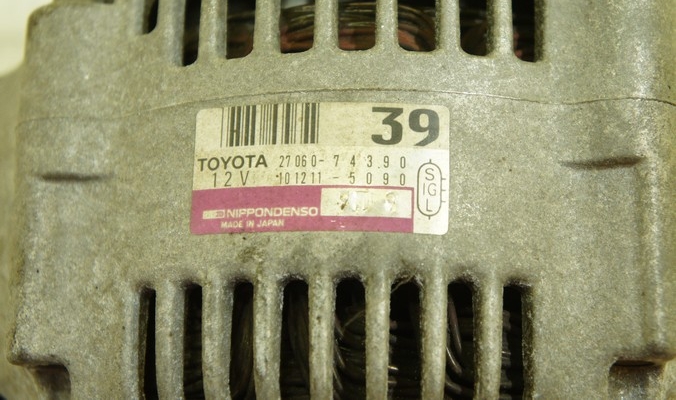 39
TOYOTA 27060-74390
12V 101211-5090
NIPPONDENSO
MADE IN JAPAN
SIGL